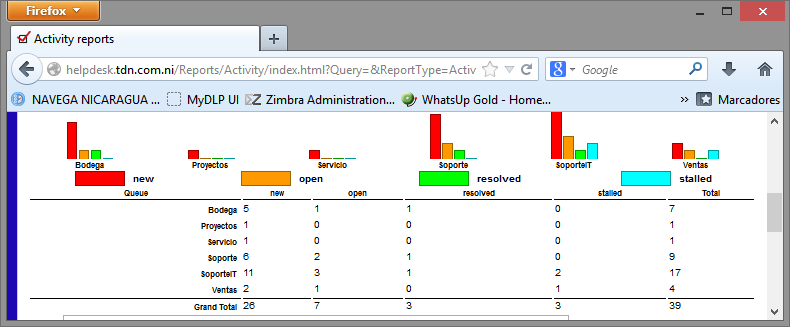 Firefox
Activity reports
helpdesk.tdn.com.ni/Reports/Activity/index.html?Query=&ReportType=Activ
Google
NAVEGA NICARAGUA ... MyDLP UI Zimbra Administration... WhatsUp Gold - Home... » Marcadores
Bodega Proyectos Servicio Soporte SoporteIT Ventas
new open resolved stalled
Queue new open resolved stalled Total
Bodega 5 1 1 0 7
Proyectos 1 0 0 0 1
Servicio 1 0 0 0 1
Soporte 6 2 1 0 9
SoporteIT 11 3 1 2 17
Ventas 2 1 0 1 4
Grand Total 26 7 3 3 39